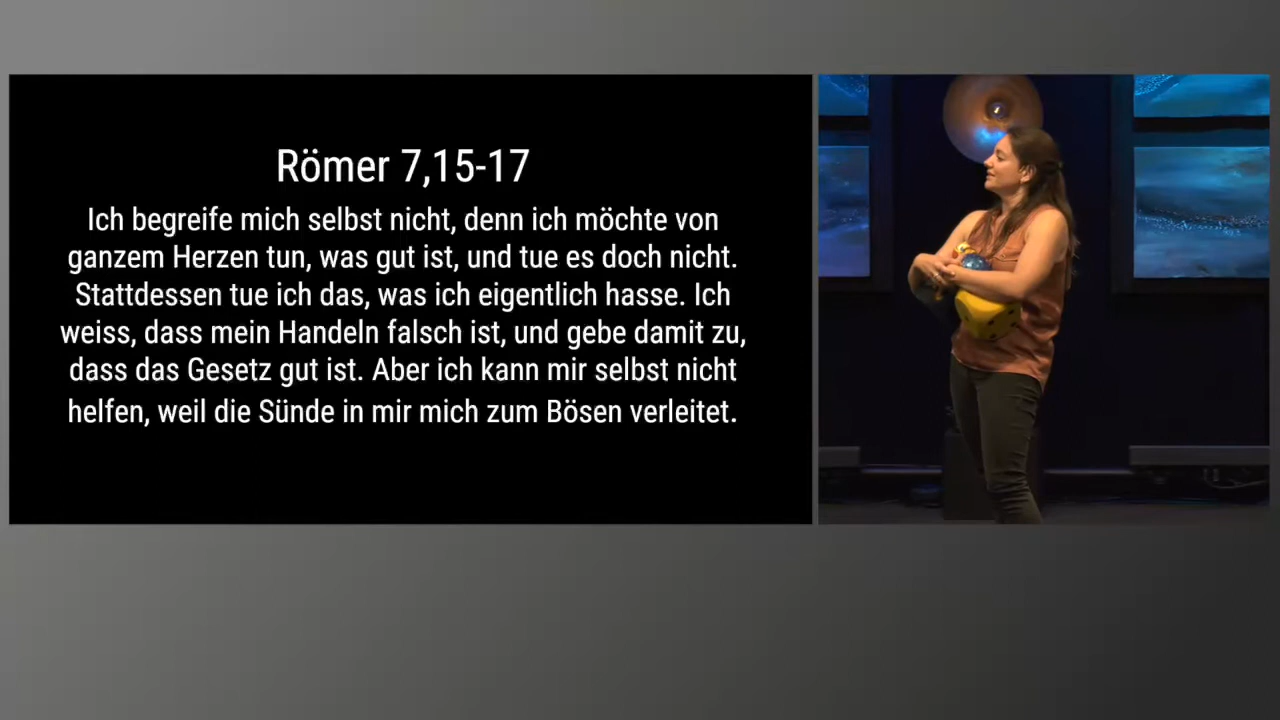 Römer 7,15-17
Ich begreife mich selbst nicht, denn ich möchte von
ganzem Herzen tun, was gut ist, und tue es doch nicht.
Stattdessen tue ich das, was ich eigentlich hasse. Ich
weiss, dass mein Handeln falsch ist, und gebe damit zu,
dass das Gesetz gut ist. Aber ich kann mir selbst nicht
helfen, weil die Sünde in mir mich zum Bösen verleitet.